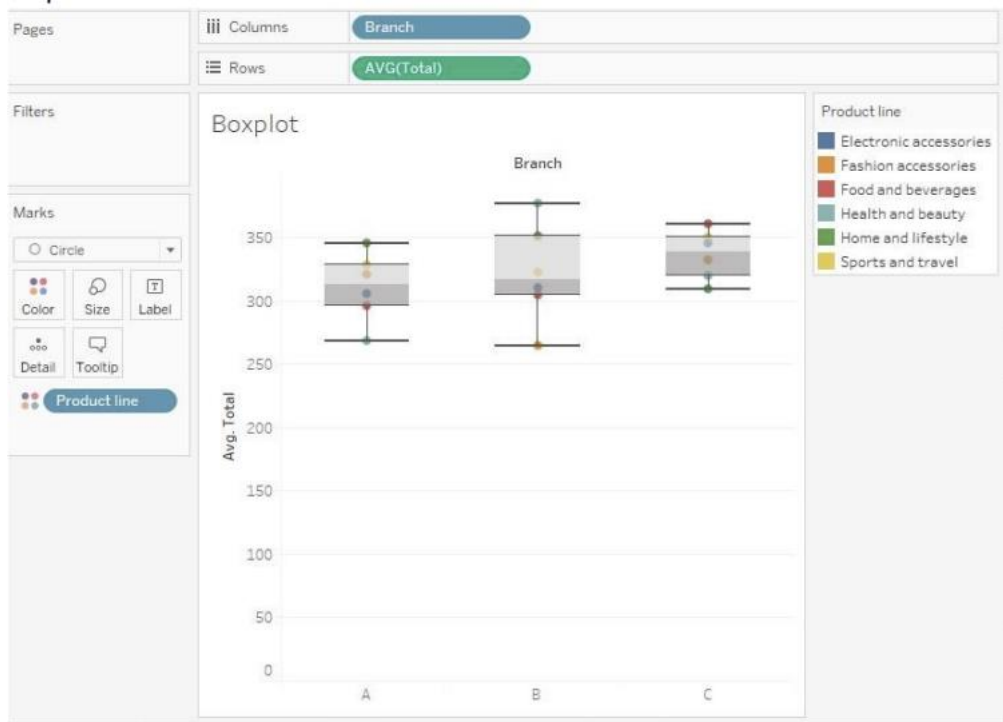 Pages
Columns
Branch
Rows
AVG(Total)
Filters
Marks
Circle
Color
Size
Label
Detail
Tooltip
Product line
Boxplot
Branch
Avg. Total
350
300
250
200
150
100
50
0
A
B
C
Product line
Electronic accessories
Fashion accessories
Food and beverages
Health and beauty
Home and lifestyle
Sports and travel